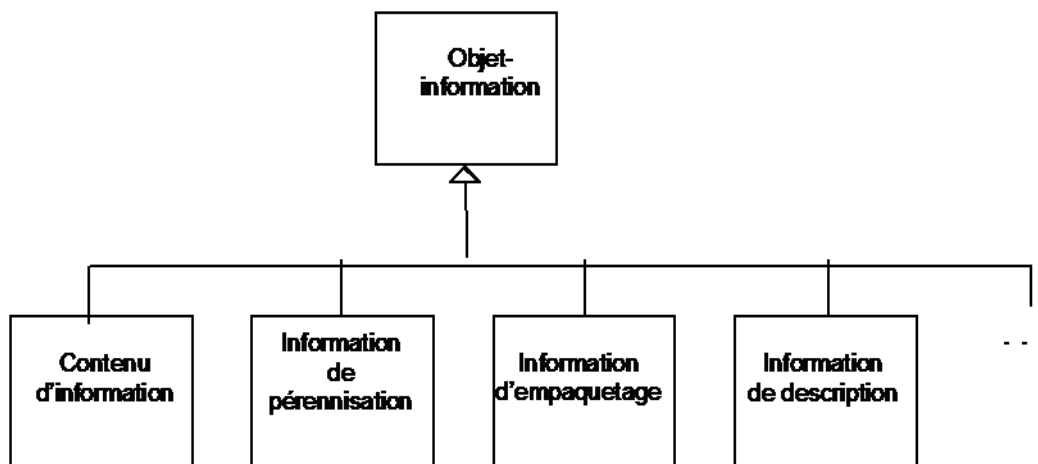 Objet-
information
Contenu
d'information
Information
de
pérennisation
Information
d'empaquetage
Information
de description
- -